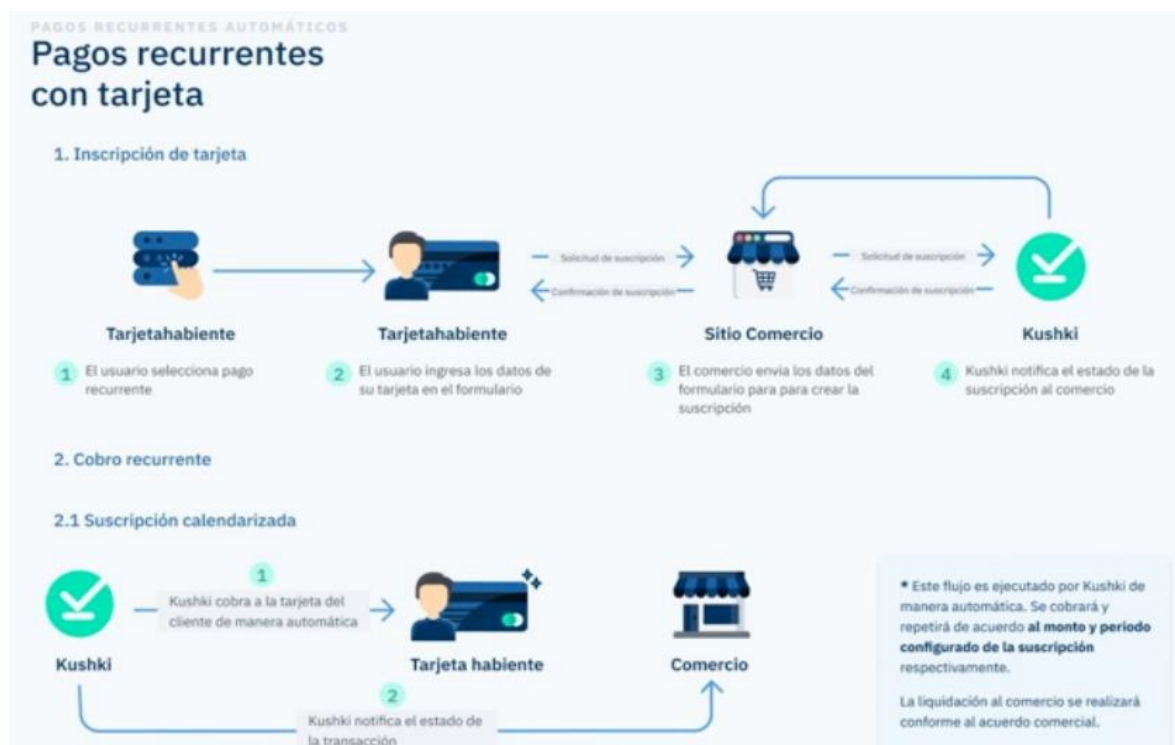 PAGOS RECURRENTES AUTOMÁTICOS
Pagos recurrentes
con tarjeta
1. Inscripción de tarjeta
Solicitud de suscripción
Confirmación de suscripción
Solicitud de suscripción
Confirmación de suscripción
Tarjetahabiente
1
El usuario selecciona pago
recurrente
Tarjetahabiente
2
El usuario ingresa los datos de
su tarjeta en el formulario
Sitio Comercio
3
El comercio envia los datos del
formulario para para crear la
suscripción
Kushki
4
Kushki notifica el estado de la
suscripción al comercio
2. Cobro recurrente
2.1 Suscripción calendarizada
1
Kushki cobra a la tarjeta del
cliente de manera automática
Kushki
Tarjeta habiente
Comercio
2
Kushki notifica el estado de
la transacción
* Este flujo es ejecutado por Kushki de
manera automática. Se cobrará y
repetirá de acuerdo al monto y periodo
configurado de la suscripción
respectivamente.
La liquidación al comercio se realizará
conforme al acuerdo comercial.